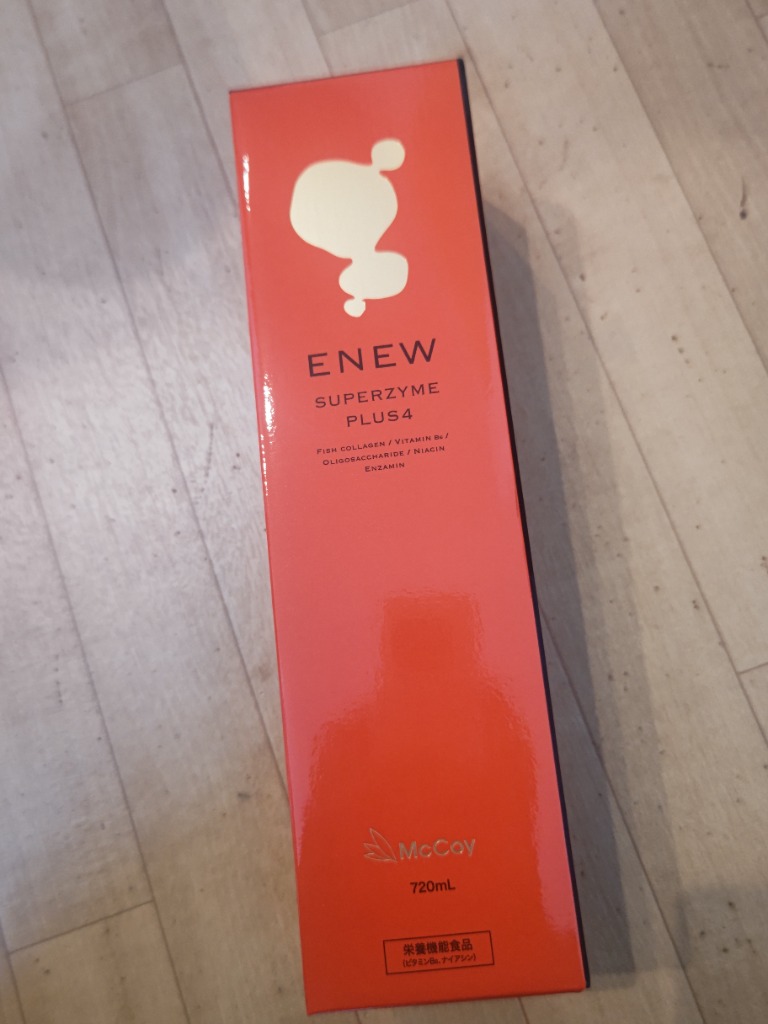 ENEW
SUPERZYME
PLUS4
FISH COLLAGEN / VITAMIN B6 /
OLIGOSACCHARIDE / NIACIN
ENZAMIN
McCoy
720mL
栄養機能食品
(ビタミンB6、ナイアシン)